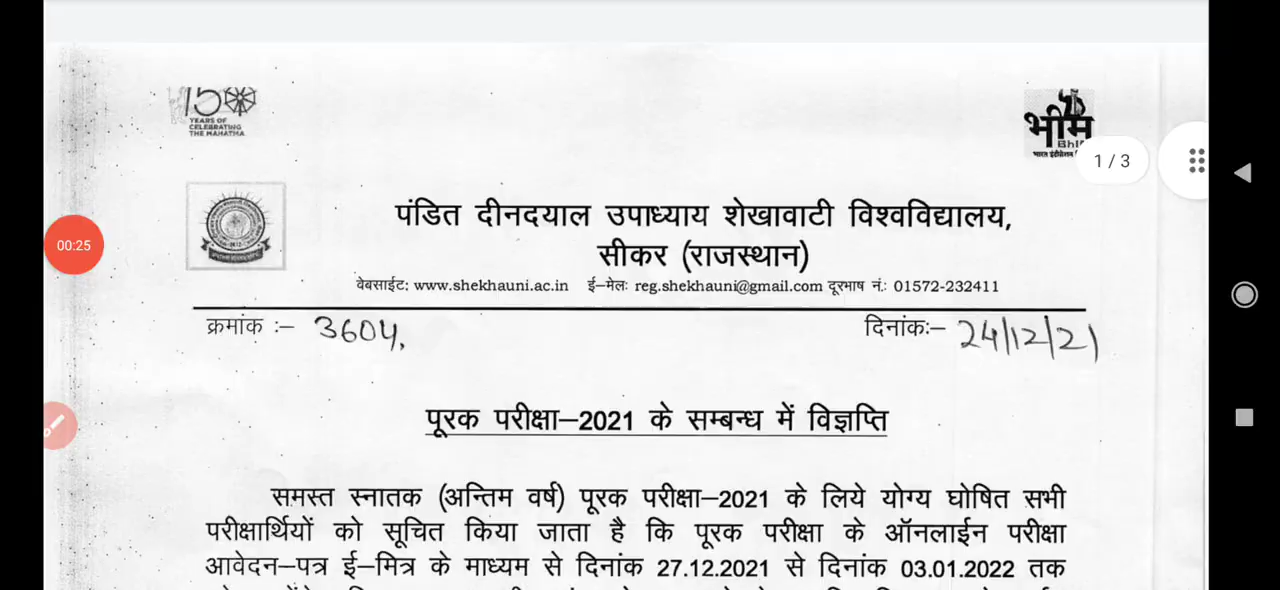 YEARS OF
CELEBRATING
THE MAHATMA
भीम
1 / 3
पंडित दीनदयाल उपाध्याय शेखावाटी विश्वविद्यालय,
सीकर (राजस्थान)
00:25
वेबसाईट: www.shekhauni.ac.in ई–मेल: reg.shekhauni@gmail.com दूरभाष नं.: 01572-232411
क्रमांक :– 3604. दिनांक:– 24/12/21
पूरक परीक्षा–2021 के सम्बन्ध में विज्ञप्ति
समस्त स्नातक (अन्तिम वर्ष) पूरक परीक्षा–2021 के लिये योग्य घोषित सभी
परीक्षार्थियों को सूचित किया जाता है कि पूरक परीक्षा के ऑनलाईन परीक्षा
आवेदन–पत्र ई–मित्र के माध्यम से दिनांक 27.12.2021 से दिनांक 03.01.2022 तक